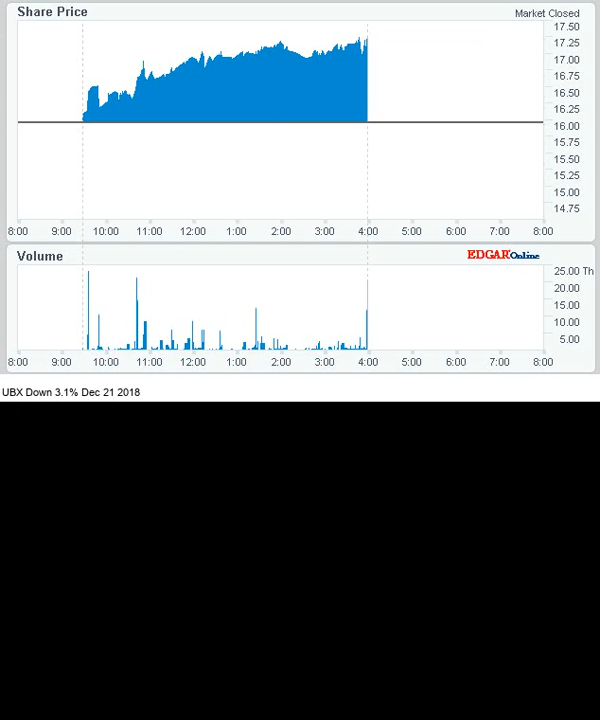 Share Price Market Closed
17.50
17.25
17.00
16.75
16.50
16.25
16.00
15.75
15.50
15.25
15.00
14.75
8:00 9:00 10:00 11:00 12:00 1:00 2:00 3:00 4:00 5:00 6:00 7:00 8:00
Volume EDGAR Online
25.00 Th
20.00
15.00
10.00
5.00
8:00 9:00 10:00 11:00 12:00 1:00 2:00 3:00 4:00 5:00 6:00 7:00 8:00
UBX Down 3.1% Dec 21 2018